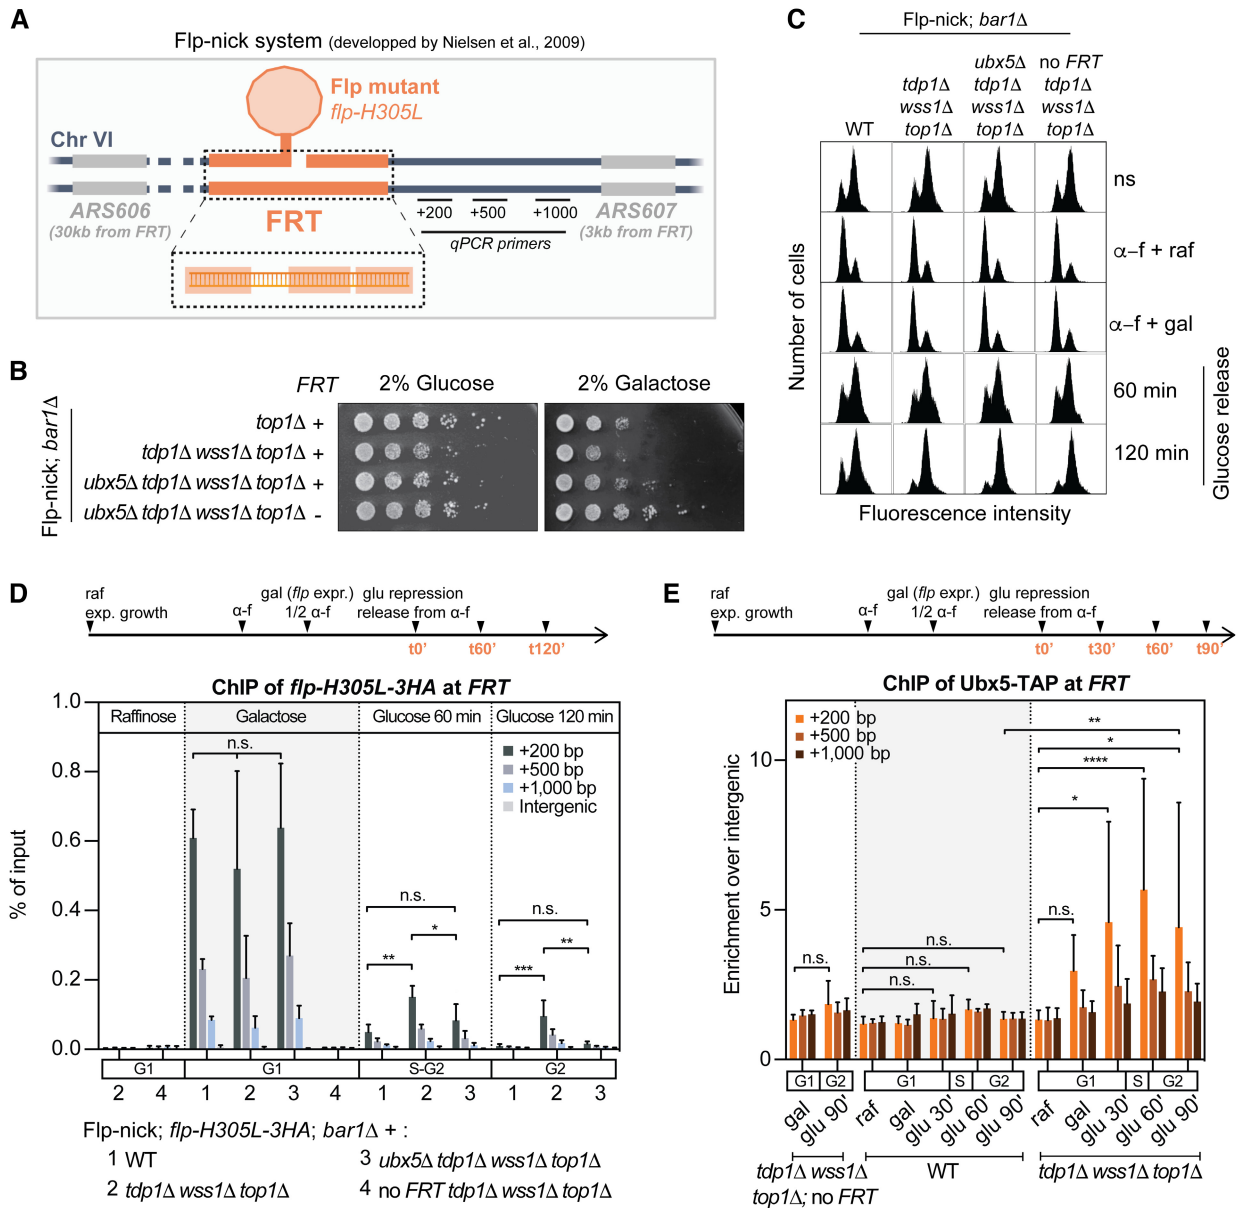 A
Flp-nick system (developped by Nielsen et al., 2009)
Flp mutant
flp-H305L
Chr VI
ARS606
(30kb from FRT)
FRT
+200
+500
+1000
qPCR primers
ARS607
(3kb from FRT)
B
FRT
2% Glucose
2% Galactose
Flp-nick; bar1Δ
top1Δ +
tdp1Δ wss1Δ top1Δ +
ubx5Δ tdp1Δ wss1Δ top1Δ +
ubx5Δ tdp1Δ wss1Δ top1Δ -
C
Flp-nick; bar1Δ
WT
tdp1Δ
wss1Δ
top1Δ
ubx5Δ
tdp1Δ
wss1Δ
top1Δ
no FRT
tdp1Δ
wss1Δ
top1Δ
Number of cells
ns
α-f + raf
α-f + gal
60 min
120 min
Glucose release
Fluorescence intensity
D
raf
exp. growth
α-f
gal (flp expr.)
1/2 α-f
glu repression
release from α-f
t0'
t60'
t120'
ChIP of flp-H305L-3HA at FRT
% of input
1.0
0.8
0.6
0.4
0.2
0.0
Raffinose
Galactose
Glucose 60 min
Glucose 120 min
+200 bp
+500 bp
+1,000 bp
Intergenic
n.s.
n.s.
**
*
n.s.
***
**
G1
G1
S-G2
G2
2 4 1 2 3 4 1 2 3 1 2 3
Flp-nick; flp-H305L-3HA; bar1Δ + :
1 WT
2 tdp1Δ wss1Δ top1Δ
3 ubx5Δ tdp1Δ wss1Δ top1Δ
4 no FRT tdp1Δ wss1Δ top1Δ
E
raf
exp. growth
α-f
gal (flp expr.)
1/2 α-f
glu repression
release from α-f
t0'
t30'
t60'
t90'
ChIP of Ubx5-TAP at FRT
Enrichment over intergenic
10
5
0
+200 bp
+500 bp
+1,000 bp
n.s.
n.s.
n.s.
n.s.
n.s.
*
****
*
**
G1 G2
G1 S G2
G1 S G2
gal
glu 90'
raf
gal
glu 30'
glu 60'
glu 90'
raf
gal
glu 30'
glu 60'
glu 90'
tdp1Δ wss1Δ
top1Δ; no FRT
WT
tdp1Δ wss1Δ top1Δ